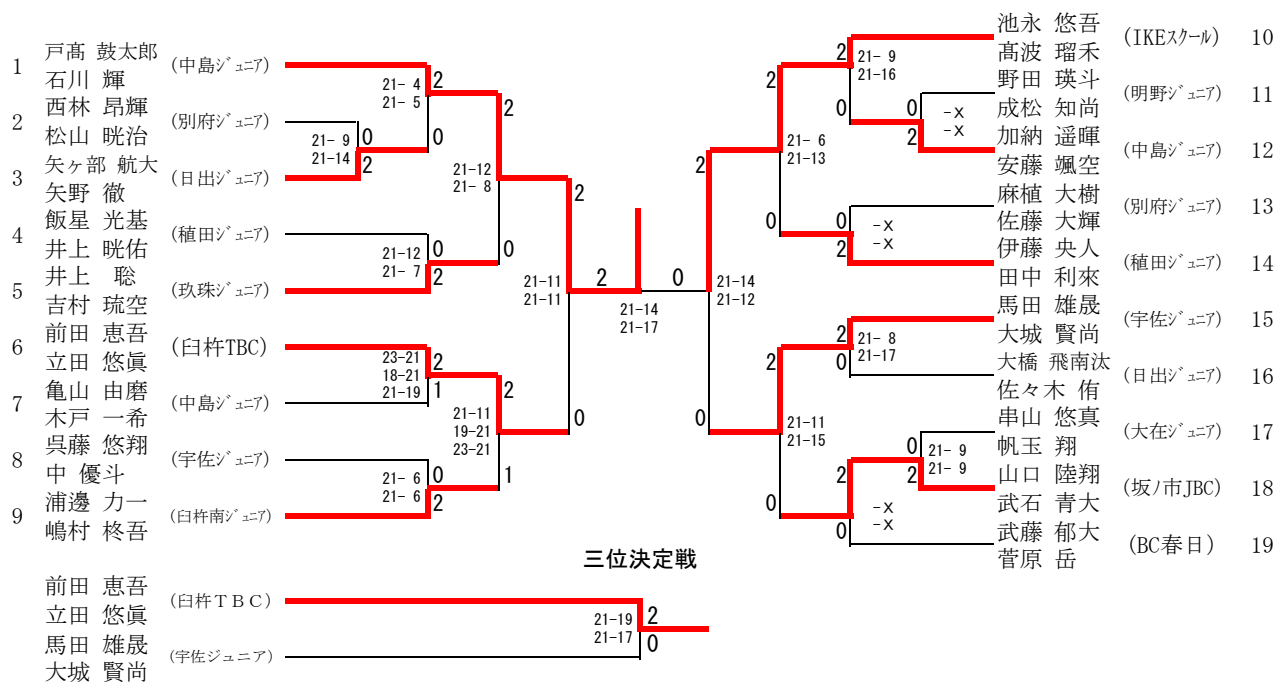 1 戸髙 鼓太郎 (中島ジュニア)
石川 輝
2 西林 昂輝 (別府ジュニア)
松山 晄治
3 矢ヶ部 航大 (日出ジュニア)
矢野 徹
4 飯星 光基 (稙田ジュニア)
井上 晄佑
5 井上 聡 (玖珠ジュニア)
吉村 琉空
6 前田 恵吾 (臼杵TBC)
立田 悠眞
7 亀山 由磨 (中島ジュニア)
木戸 一希
8 呉藤 悠翔 (宇佐ジュニア)
中 優斗
9 浦邊 力一 (臼杵南ジュニア)
嶋村 柊吾
21- 4 2
21- 5
0
21- 9 0
21-14 2
2
21-12
21- 8
0
21-12 0
21- 7 2
2
21-11
21-11
0
23-21 2
18-21
21-19 1
2
21-11
19-21
23-21
1
21- 6 0
21- 6 2
2 0
21-14
21-17
2
21-14
21-12
0
2
21- 6
21-13
0
2 21- 9
21-16
0
0 -X
2 -X
0 -X
2 -X
2
21-11
21-15
0
2 21- 8
0 21-17
0 21- 9
2 21- 9
2
-X
-X
0
池永 悠吾 (IKEスクール) 10
髙波 瑠禾
野田 瑛斗 (明野ジュニア) 11
成松 知尚
加納 遥暉 (中島ジュニア) 12
安藤 颯空
麻植 大樹 (別府ジュニア) 13
佐藤 大輝
伊藤 央人 (稙田ジュニア) 14
田中 利來
馬田 雄晟 (宇佐ジュニア) 15
大城 賢尚
大橋 飛南汰 (日出ジュニア) 16
佐々木 侑
串山 悠真 (大在ジュニア) 17
帆玉 翔
山口 陸翔 (坂ノ市JBC) 18
武石 青大
武藤 郁大 (BC春日) 19
菅原 岳
三位決定戦
前田 恵吾 (臼杵TBC)
立田 悠眞
馬田 雄晟 (宇佐ジュニア)
大城 賢尚
21-19 2
21-17 0